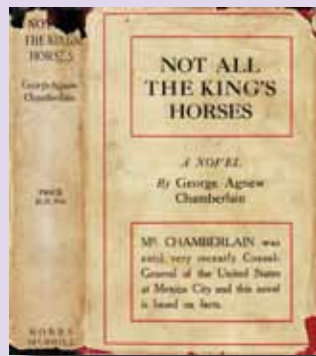 NOT
THE KING'S
HORSES
George Agnew
Chamberlain
PRICE
BOBBS
MERRILL
NOT ALL
THE KING'S
HORSES
A NOVEL
By George Agnew
Chamberlain
MR. CHAMBERLAIN was
until very recently Consul-
General of the United States
at Mexico City and this novel
is based on facts.